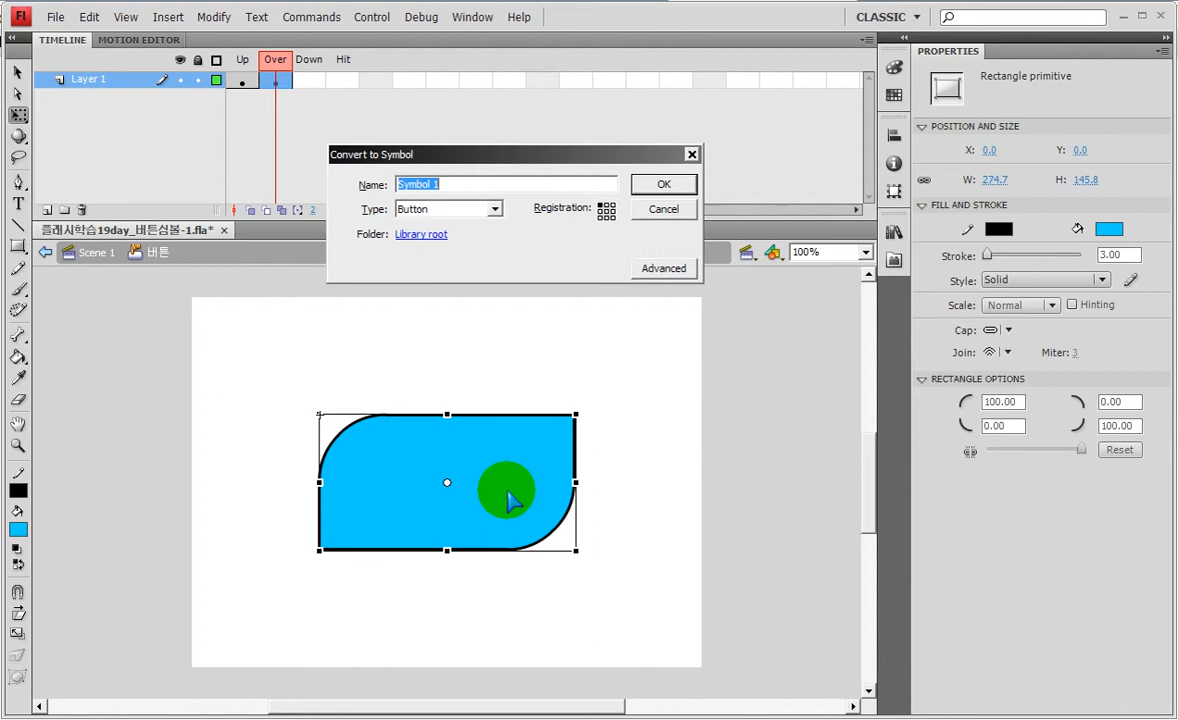 Fl File Edit View Insert Modify Text Commands Control Debug Window Help CLASSIC
TIMELINE MOTION EDITOR
Up Over Down Hit
Layer 1
2
플래시학습19day_버튼심볼-1.fla*
Scene 1 버튼
100%
Convert to Symbol
Name: Symbol 1 OK
Type: Button Registration: Cancel
Folder: Library root
Advanced
PROPERTIES
Rectangle primitive
POSITION AND SIZE
X: 0.0 Y: 0.0
W: 274.7 H: 145.8
FILL AND STROKE
Stroke: 3.00
Style: Solid
Scale: Normal Hinting
Cap:
Join: Miter: 3
RECTANGLE OPTIONS
100.00 0.00
0.00 100.00
Reset